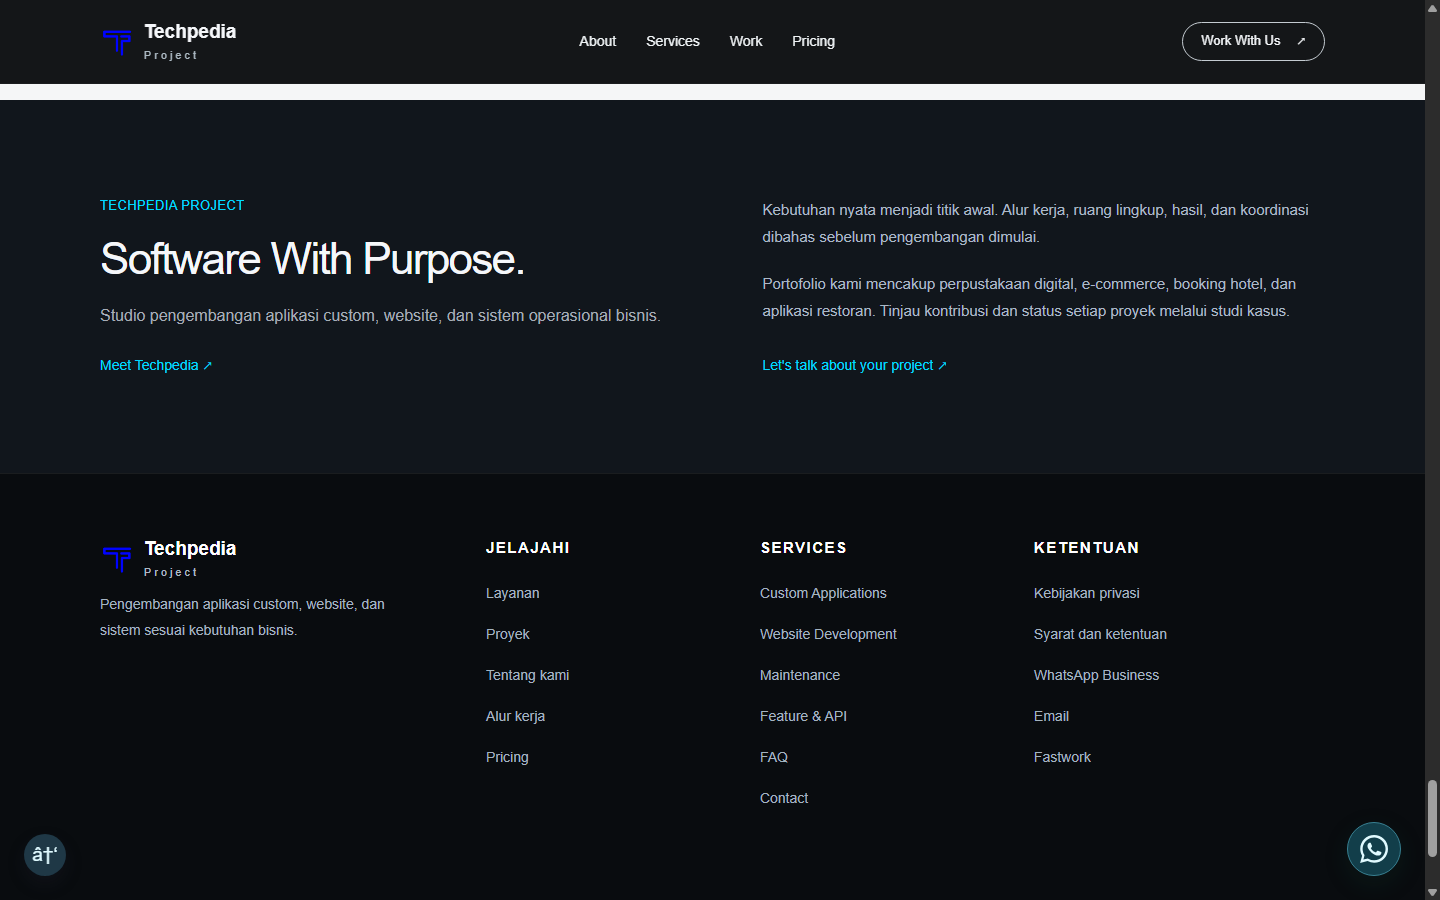 Techpedia
Project
About
Services
Work
Pricing
Work With Us ↗
TECHPEDIA PROJECT
Software With Purpose.
Studio pengembangan aplikasi custom, website, dan sistem operasional bisnis.
Meet Techpedia ↗
Kebutuhan nyata menjadi titik awal. Alur kerja, ruang lingkup, hasil, dan koordinasi
dibahas sebelum pengembangan dimulai.
Portofolio kami mencakup perpustakaan digital, e-commerce, booking hotel, dan
aplikasi restoran. Tinjau kontribusi dan status setiap proyek melalui studi kasus.
Let's talk about your project ↗
Techpedia
Project
Pengembangan aplikasi custom, website, dan
sistem sesuai kebutuhan bisnis.
JELAJAHI
Layanan
Proyek
Tentang kami
Alur kerja
Pricing
SERVICES
Custom Applications
Website Development
Maintenance
Feature & API
FAQ
Contact
KETENTUAN
Kebijakan privasi
Syarat dan ketentuan
WhatsApp Business
Email
Fastwork
â†‘